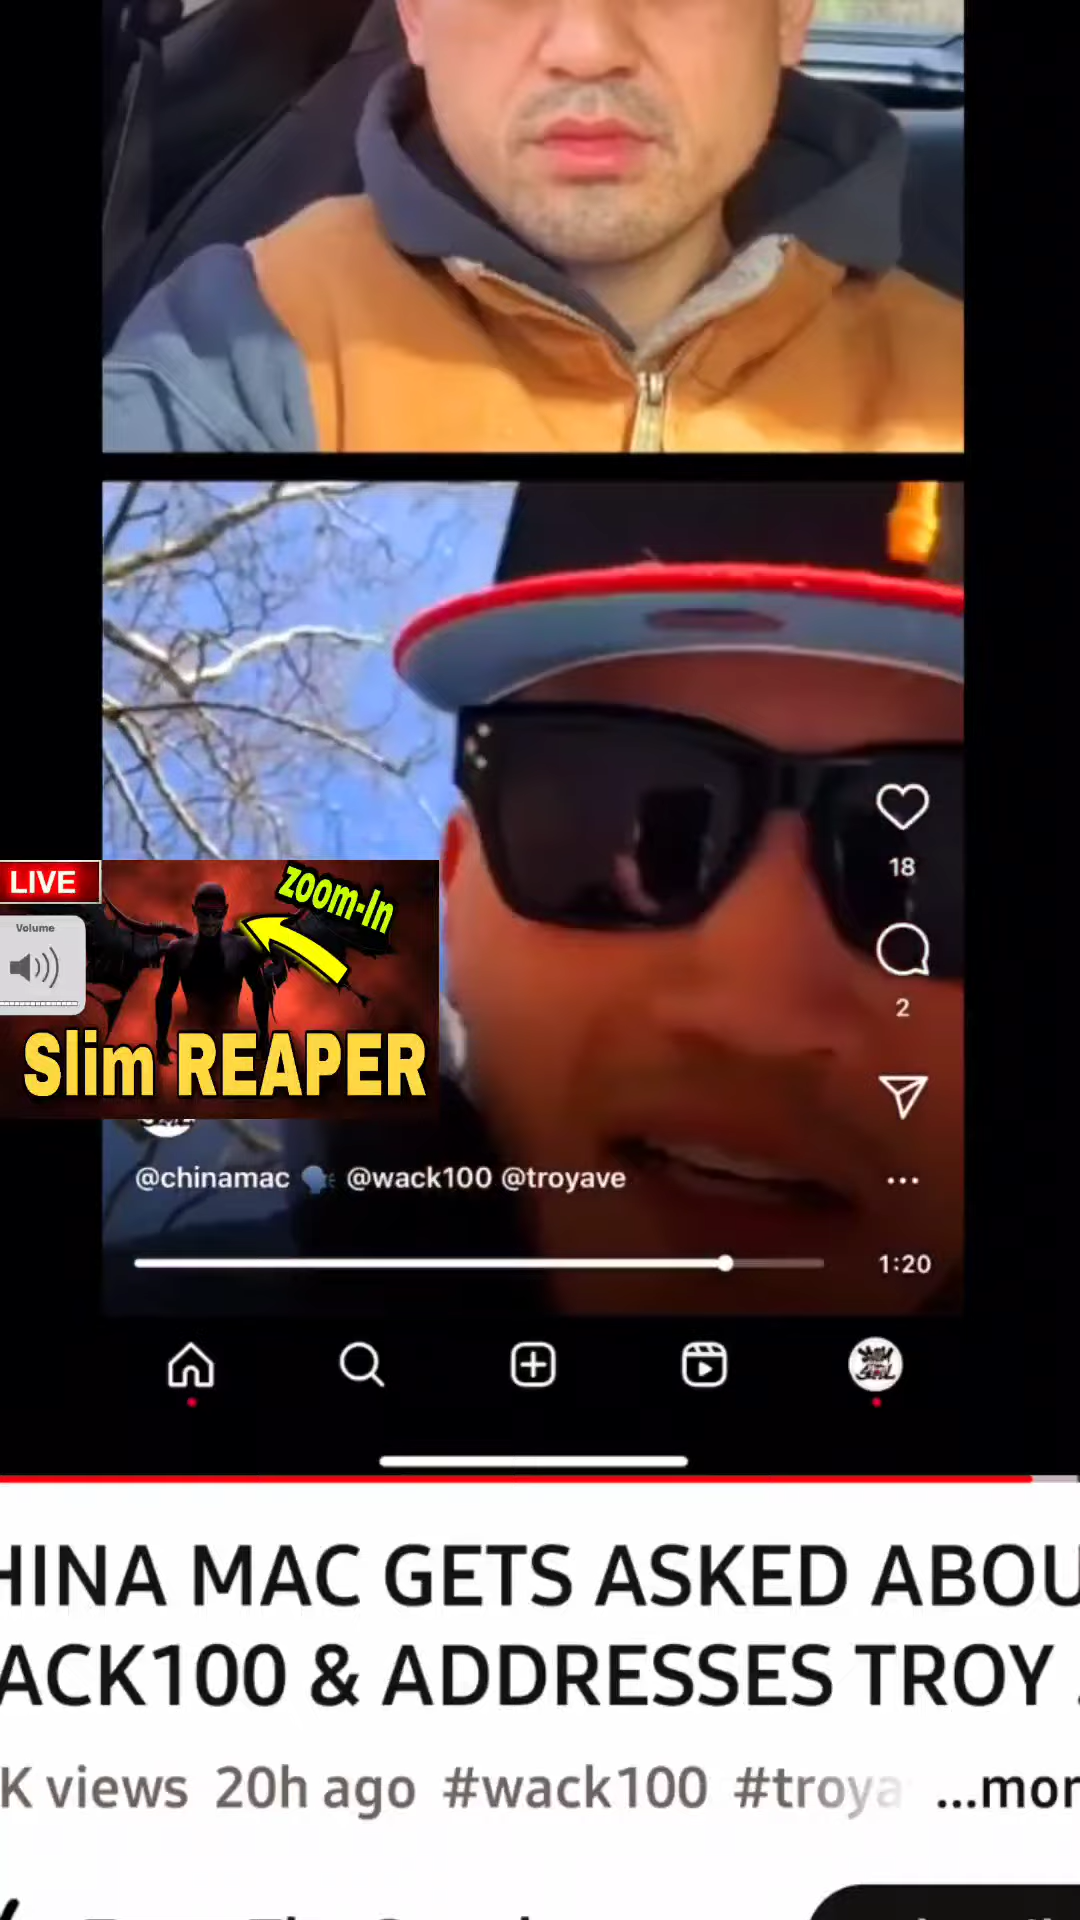 18
LIVE
zoom-In
Volume
2
Slim REAPER
@chinamac 🗣 @wack100 @troyave
1:20
HINA MAC GETS ASKED ABOU
ACK100 & ADDRESSES TROY
K views 20h ago #wack100 #troya ...mor